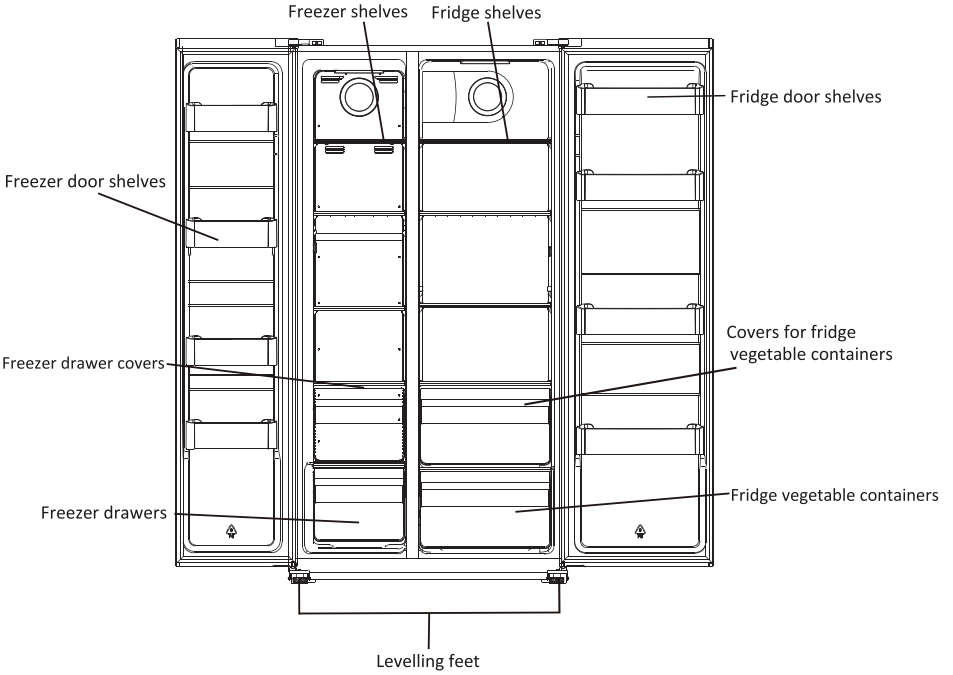 Freezer shelves
Fridge shelves
Fridge door shelves
Freezer door shelves
Covers for fridge
vegetable containers
Freezer drawer covers
Fridge vegetable containers
Freezer drawers
Levelling feet